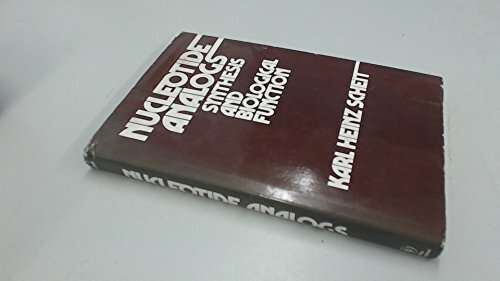 NUCLEOTIDE
ANALOGS
SYNTHESIS
AND
BIOLOGICAL
FUNCTION
KARL HEINZ SCHEIT
NUCLEOTIDE ANALOGS